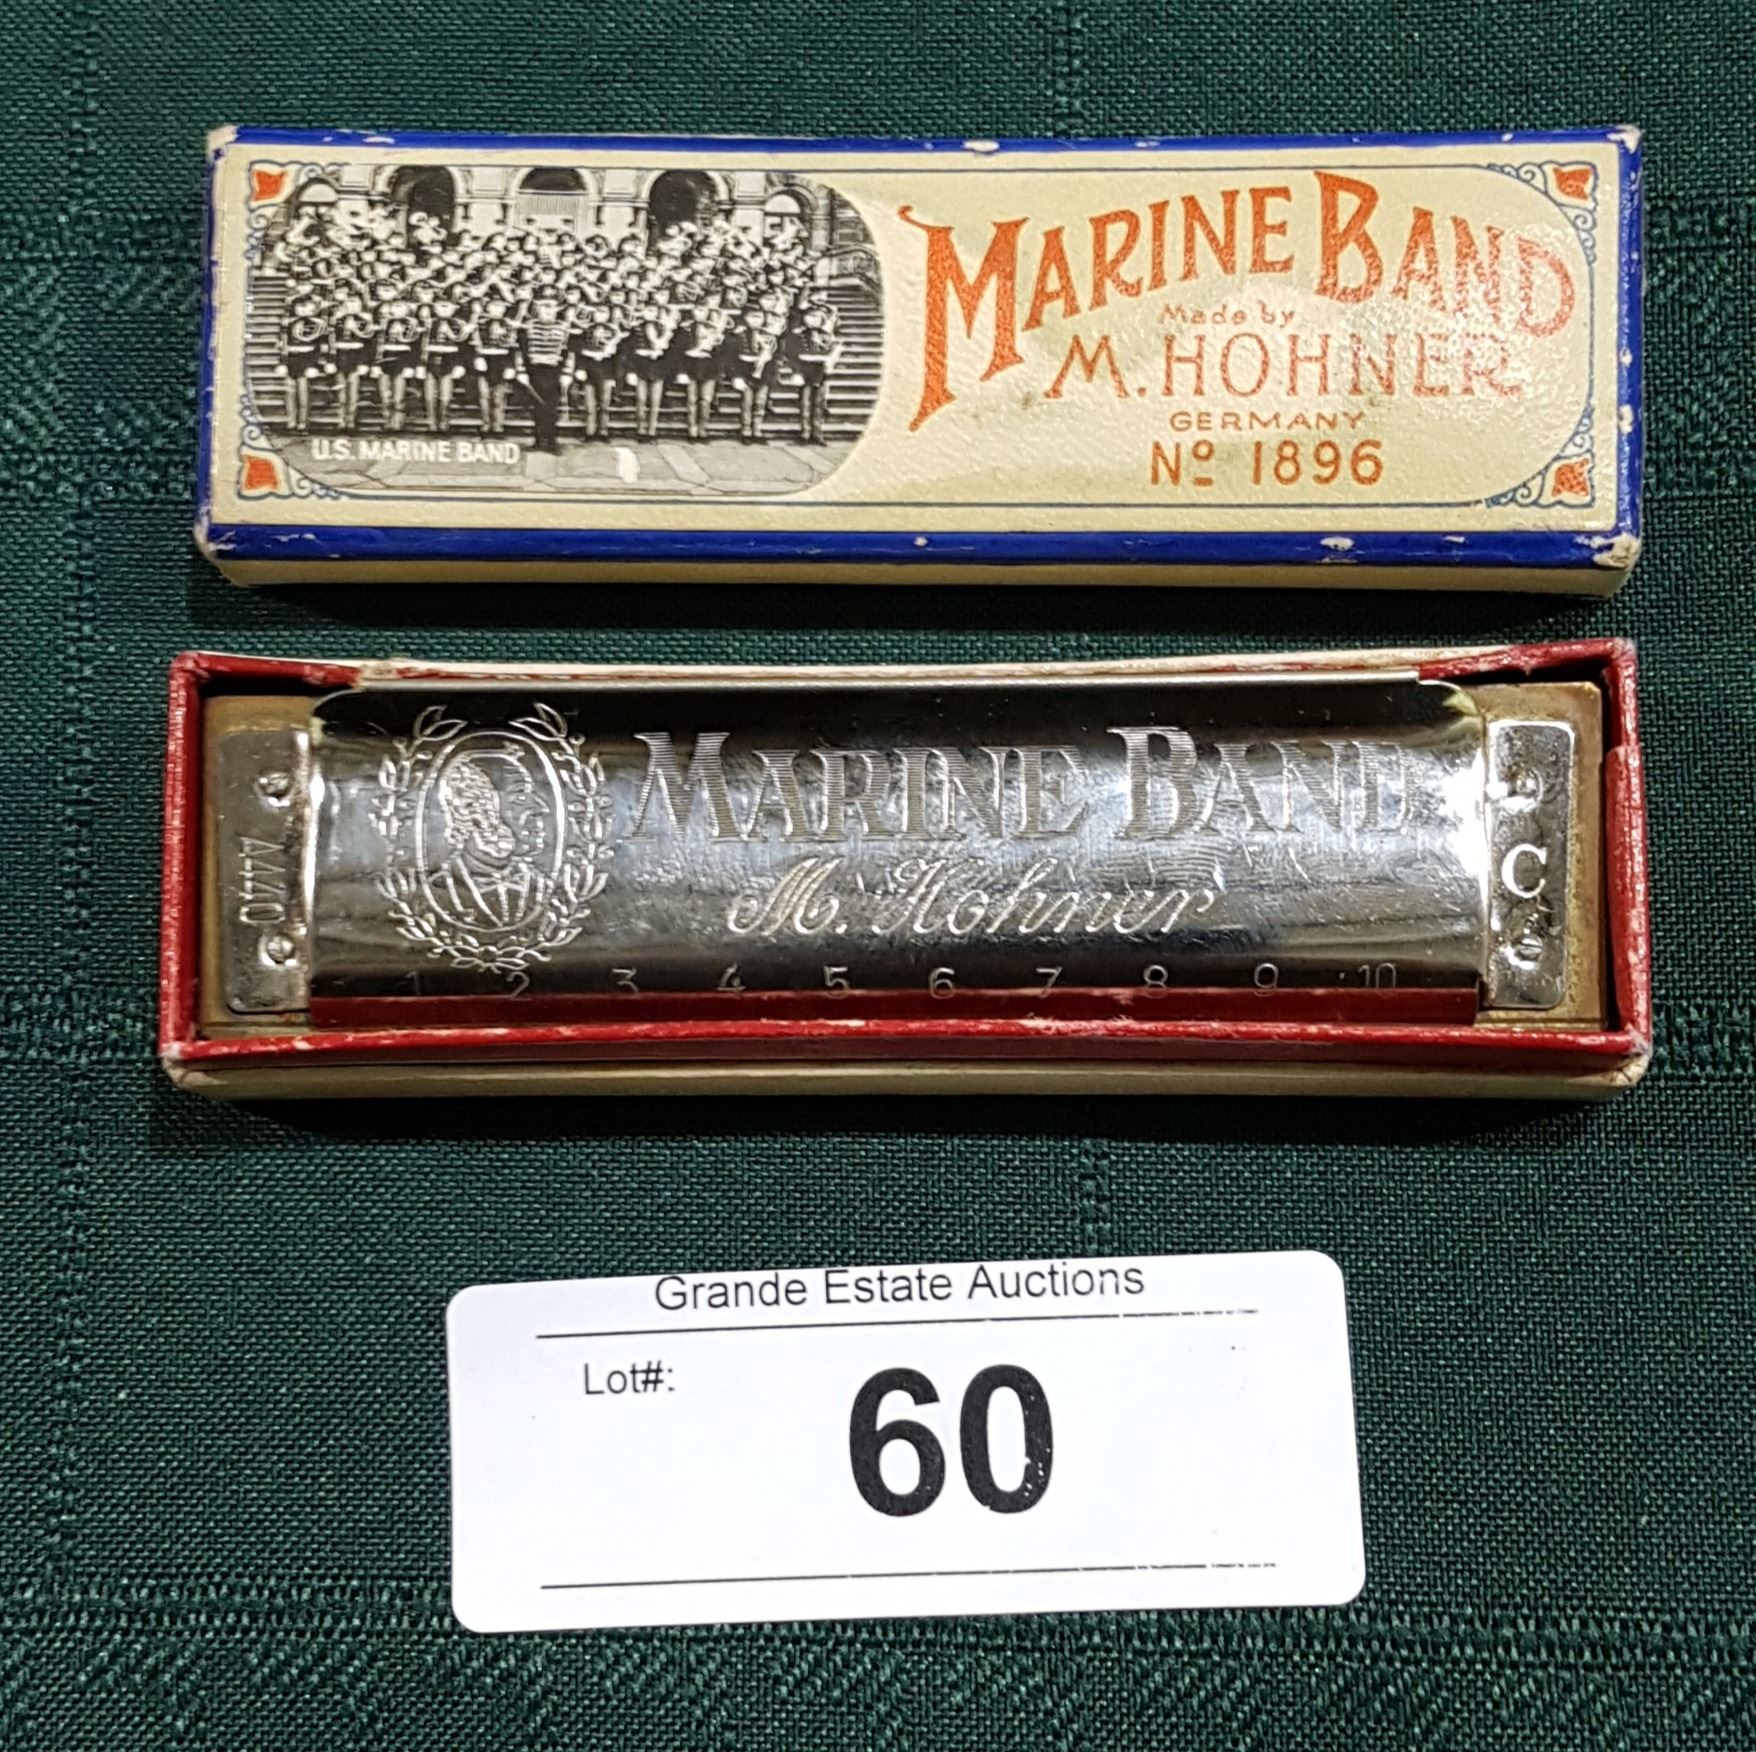 U.S. MARINE BAND
MARINE BAND
Made by
M. HOHNER
GERMANY
Nº 1896
A440
MARINE BAND
M. Hohner
C
1 2 3 4 5 6 7 8 9 10
Grande Estate Auctions
Lot#:
60